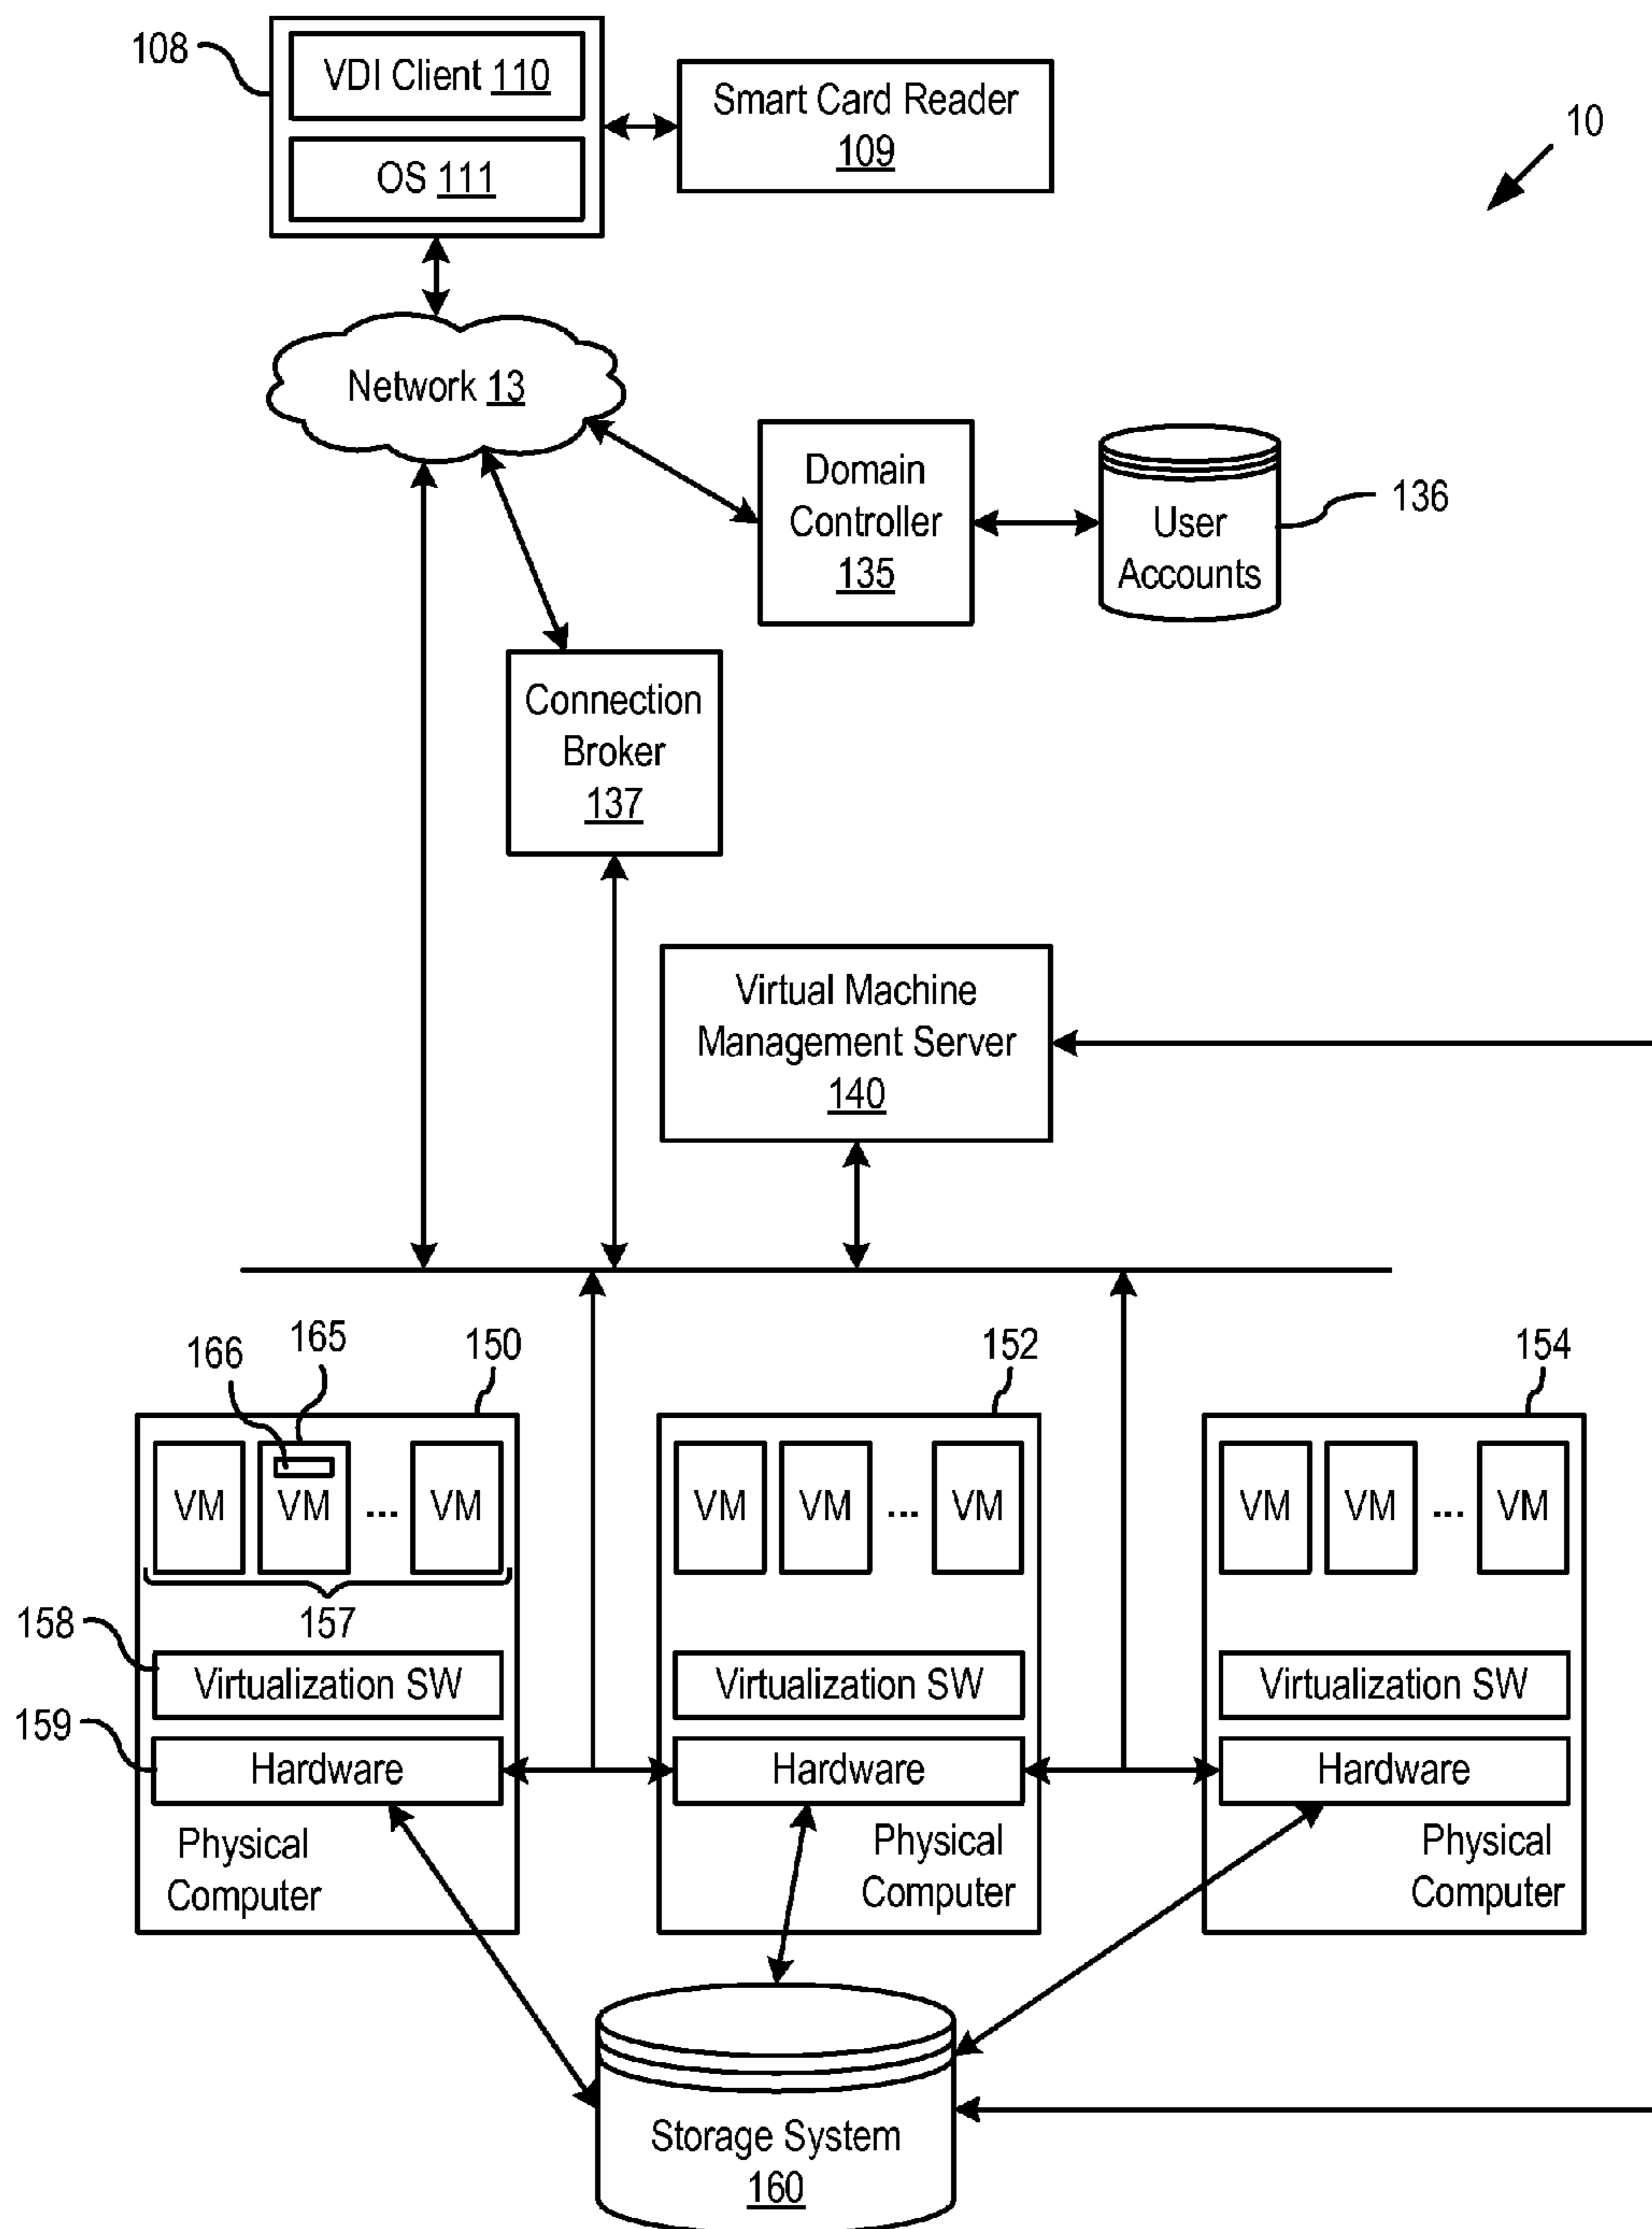 108
VDI Client 110
OS 111
Smart Card Reader
109
10
Network 13
Domain
Controller
135
User
Accounts
136
Connection
Broker
137
Virtual Machine
Management Server
140
166
165
150
152
154
VM
VM
...
VM
VM
VM
...
VM
VM
VM
...
VM
157
158
Virtualization SW
Virtualization SW
Virtualization SW
159
Hardware
Hardware
Hardware
Physical
Computer
Physical
Computer
Physical
Computer
Storage System
160